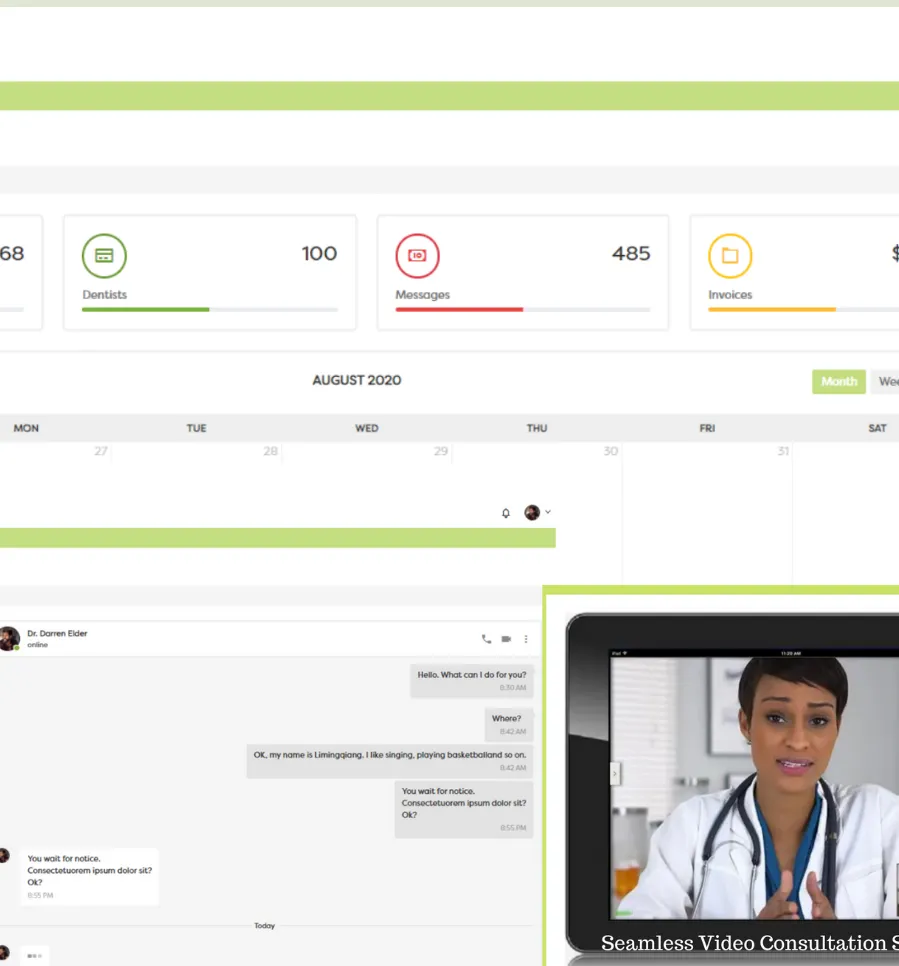 68
100
485
$
Dentists
Messages
Invoices
AUGUST 2020
Month
Wee
MON
TUE
WED
THU
FRI
SAT
27
28
29
30
31
Dr. Darren Elder
online
Hello. What can I do for you?
8:30 AM
Where?
8:42 AM
OK, my name is Limingqiang. I like singing, playing basketballand so on.
8:42 AM
You wait for notice.
Consectetuorem ipsum dolor sit?
Ok?
8:55 PM
You wait for notice.
Consectetuorem ipsum dolor sit?
Ok?
8:55 PM
Today
iPad
11:20 AM
Seamless Video Consultation S